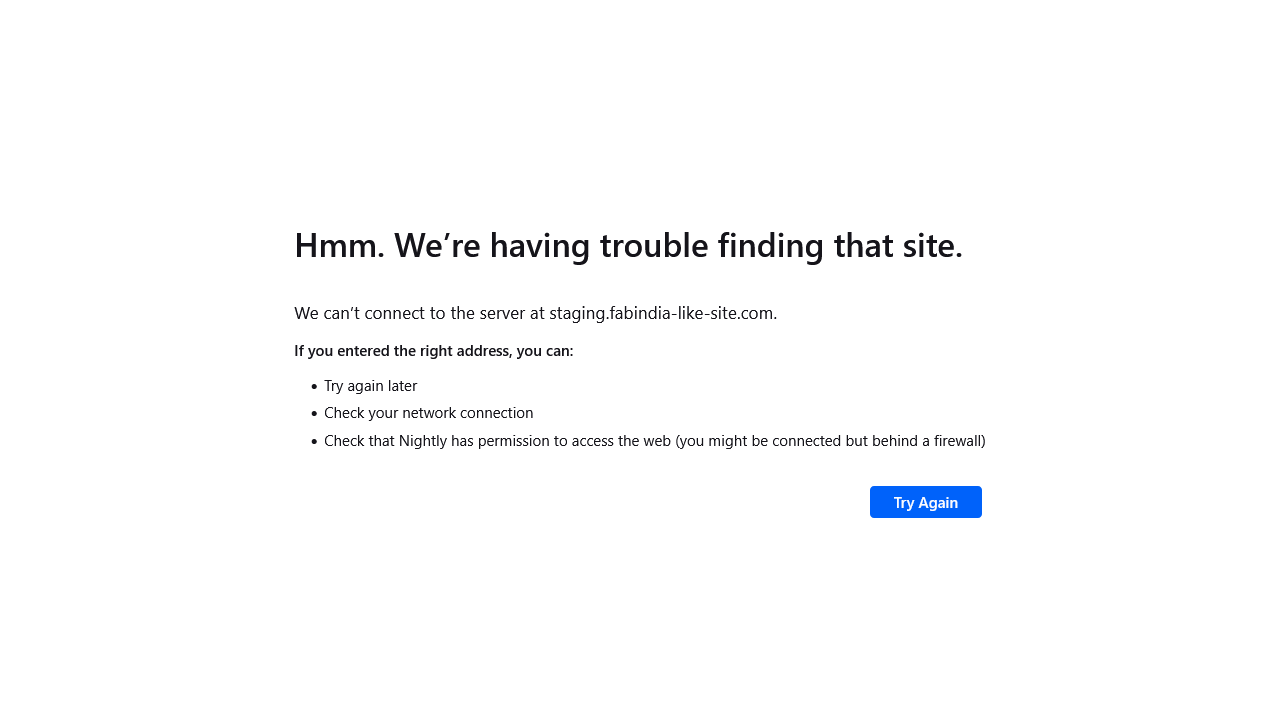 Hmm. We’re having trouble finding that site.
We can’t connect to the server at staging.fabindia-like-site.com.
If you entered the right address, you can:
• Try again later
• Check your network connection
• Check that Nightly has permission to access the web (you might be connected but behind a firewall)
Try Again